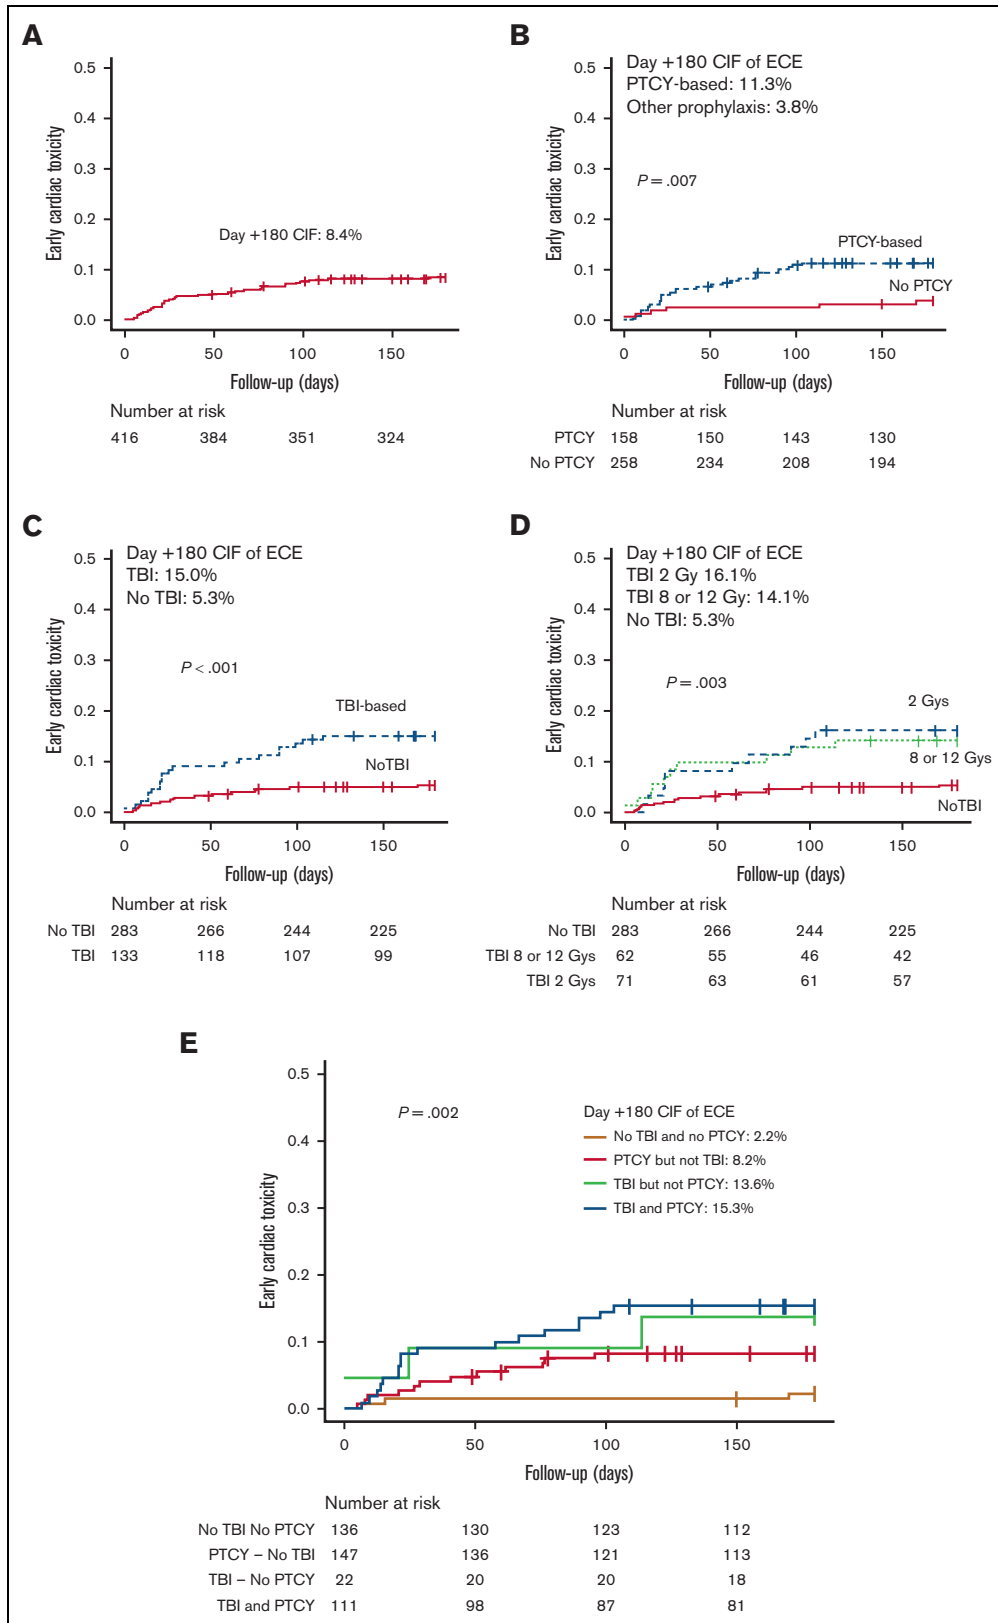 A
0.5
0.4
0.3
0.2
0.1
0.0
Early cardiac toxicity
Day +180 CIF: 8.4%
0 50 100 150
Follow-up (days)
Number at risk
416 384 351 324
B
Day +180 CIF of ECE
PTCY-based: 11.3%
Other prophylaxis: 3.8%
P = .007
0.5
0.4
0.3
0.2
0.1
0.0
Early cardiac toxicity
PTCY-based
No PTCY
0 50 100 150
Follow-up (days)
Number at risk
PTCY 158 150 143 130
No PTCY 258 234 208 194
C
Day +180 CIF of ECE
TBI: 15.0%
No TBI: 5.3%
P < .001
0.5
0.4
0.3
0.2
0.1
0.0
Early cardiac toxicity
TBI-based
NoTBI
0 50 100 150
Follow-up (days)
Number at risk
No TBI 283 266 244 225
TBI 133 118 107 99
D
Day +180 CIF of ECE
TBI 2 Gy 16.1%
TBI 8 or 12 Gy: 14.1%
No TBI: 5.3%
P = .003
0.5
0.4
0.3
0.2
0.1
0.0
Early cardiac toxicity
2 Gys
8 or 12 Gys
NoTBI
0 50 100 150
Follow-up (days)
Number at risk
No TBI 283 266 244 225
TBI 8 or 12 Gys 62 55 46 42
TBI 2 Gys 71 63 61 57
E
0.5
0.4
0.3
0.2
0.1
0.0
Early cardiac toxicity
P = .002
Day +180 CIF of ECE
No TBI and no PTCY: 2.2%
PTCY but not TBI: 8.2%
TBI but not PTCY: 13.6%
TBI and PTCY: 15.3%
0 50 100 150
Follow-up (days)
Number at risk
No TBI No PTCY 136 130 123 112
PTCY – No TBI 147 136 121 113
TBI – No PTCY 22 20 20 18
TBI and PTCY 111 98 87 81